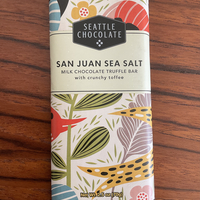 SEATTLE
CHOCOLATE
SAN JUAN SEA SALT
MILK CHOCOLATE TRUFFLE BAR
with crunchy toffee